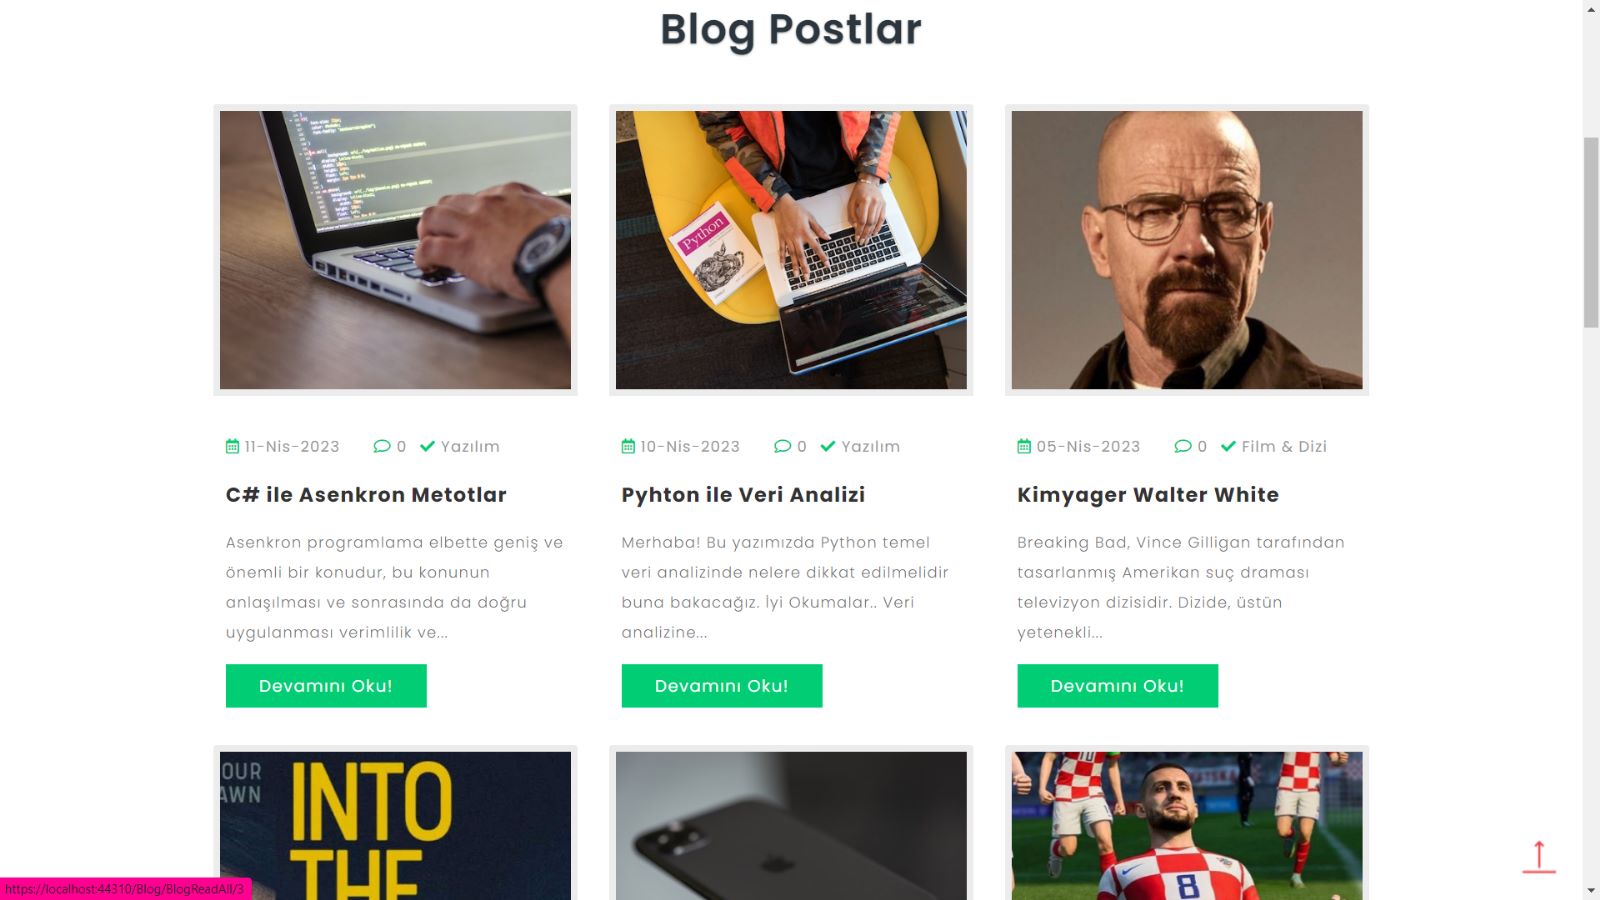 Blog Postlar
Python
11-Nis-2023 0 Yazılım
10-Nis-2023 0 Yazılım
05-Nis-2023 0 Film & Dizi
C# ile Asenkron Metotlar
Asenkron programlama elbette geniş ve
önemli bir konudur, bu konunun
anlaşılması ve sonrasında da doğru
uygulanması verimlilik ve...
Devamını Oku!
Pyhton ile Veri Analizi
Merhaba! Bu yazımızda Python temel
veri analizinde nelere dikkat edilmelidir
buna bakacağız. İyi Okumalar.. Veri
analizine...
Devamını Oku!
Kimyager Walter White
Breaking Bad, Vince Gilligan tarafından
tasarlanmış Amerikan suç draması
televizyon dizisidir. Dizide, üstün
yetenekli...
Devamını Oku!
OUR
AWN
INTO
THE
8
https://localhost:44310/Blog/BlogReadAll/3